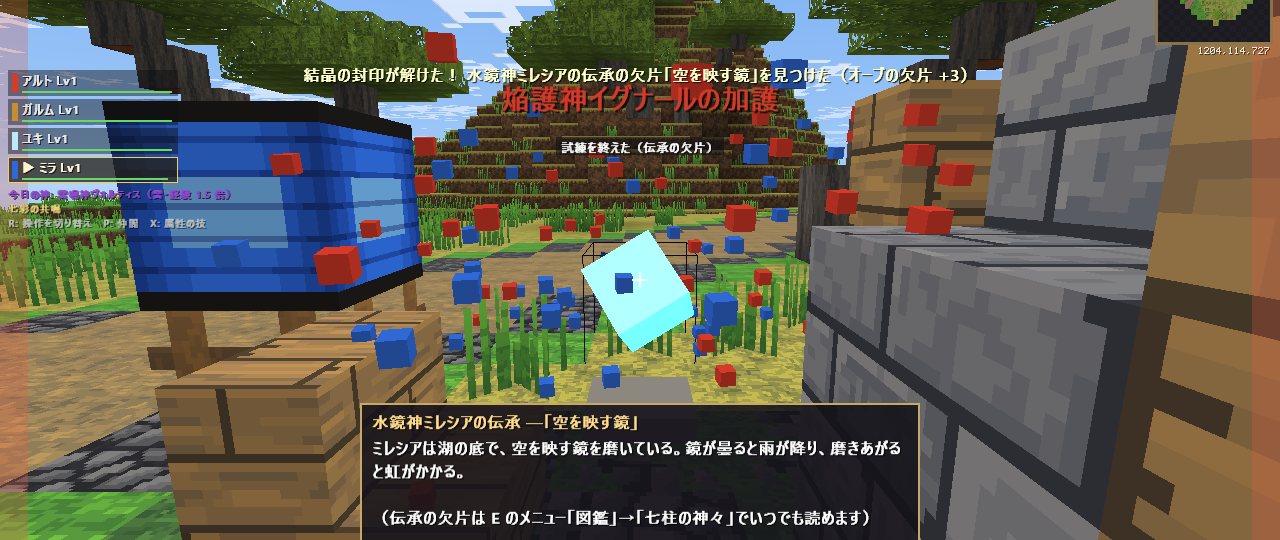 1204.114.727
結晶の封印が解けた！ 水鏡神ミレシアの伝承の欠片「空を映す鏡」を見つけた（オーブの欠片 +3）
焔護神イグナールの加護
試練を終えた（伝承の欠片）
アルト Lv1
ガルム Lv1
ユキ Lv1
▶ ミラ Lv1
七彩の共鳴
R: 操作を切り替え P: 仲間 X: 属性の技
水鏡神ミレシアの伝承 —「空を映す鏡」
ミレシアは湖の底で、空を映す鏡を磨いている。鏡が曇ると雨が降り、磨きあがる
と虹がかかる。
（伝承の欠片は E のメニュー「図鑑」→「七柱の神々」でいつでも読めます）